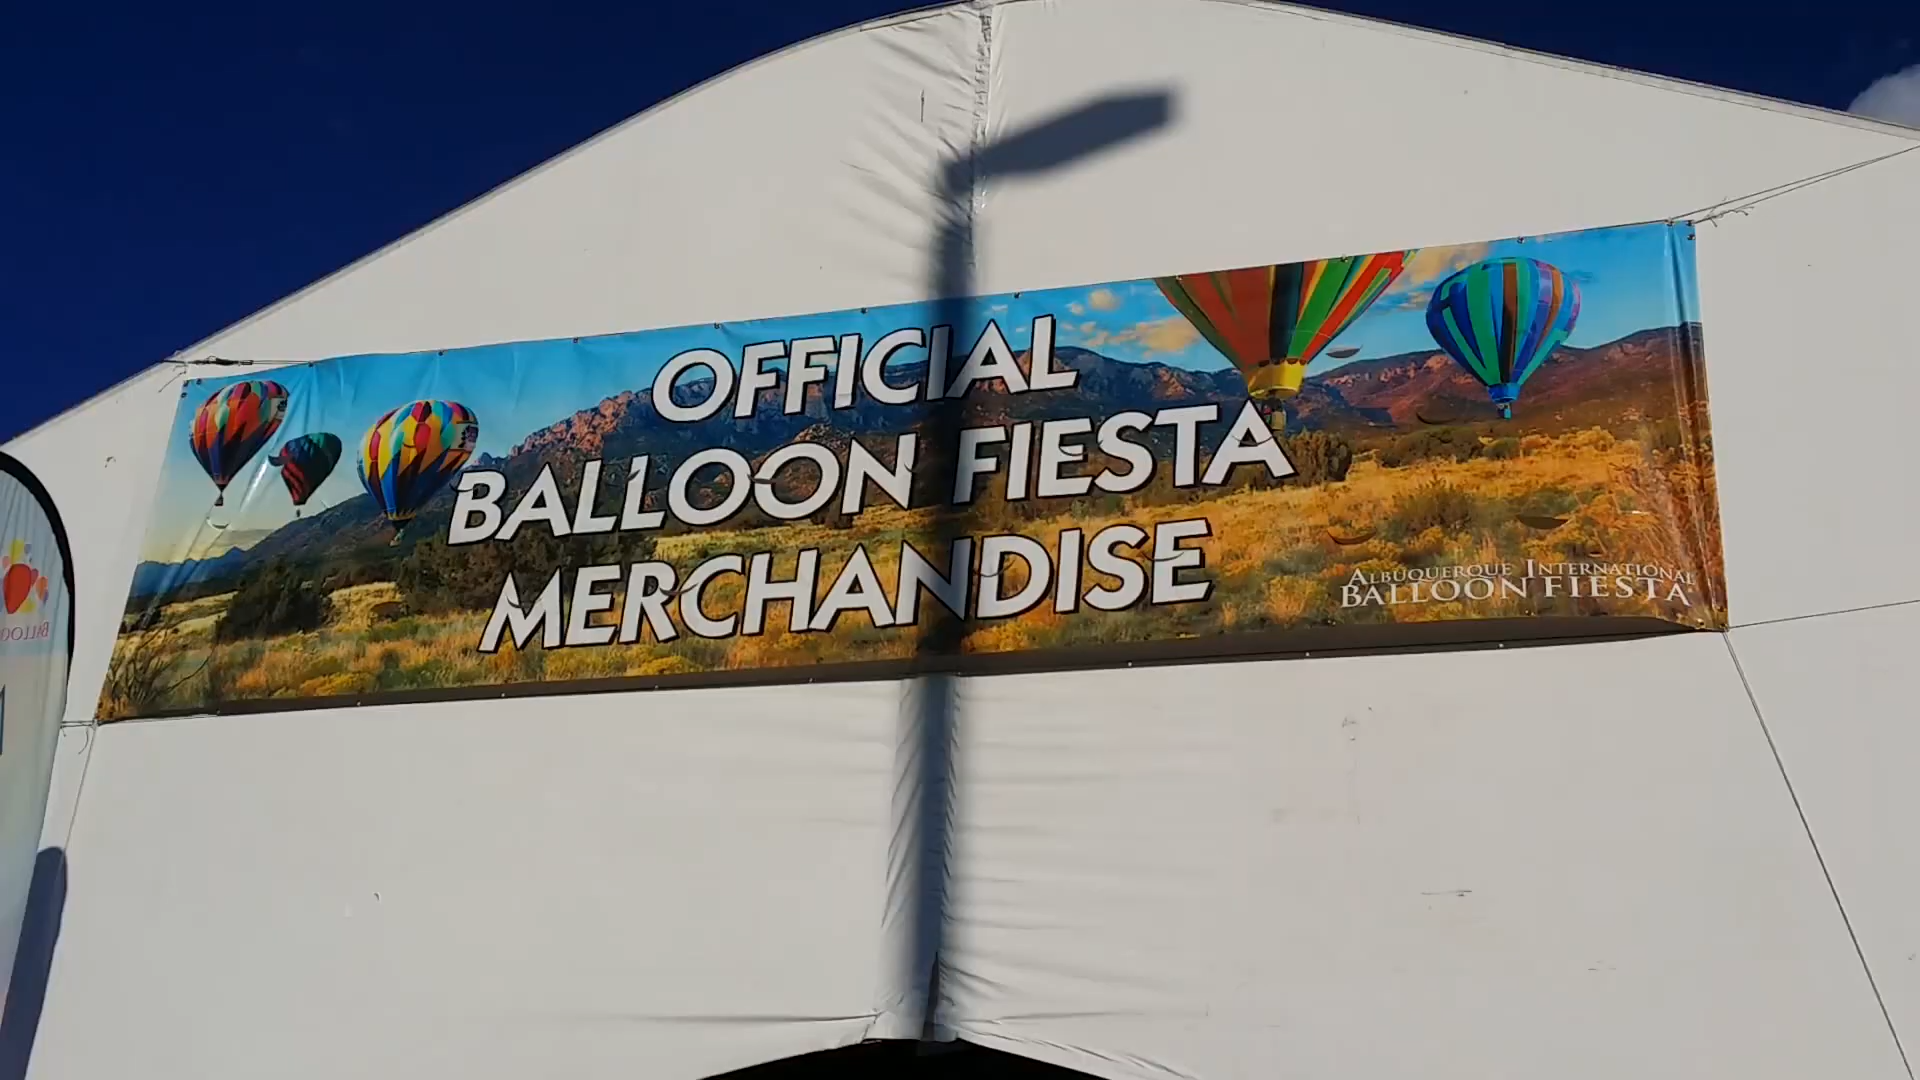 OFFICIAL
BALLOON FIESTA
MERCHANDISE
ALBUQUERQUE INTERNATIONAL
BALLOON FIESTA